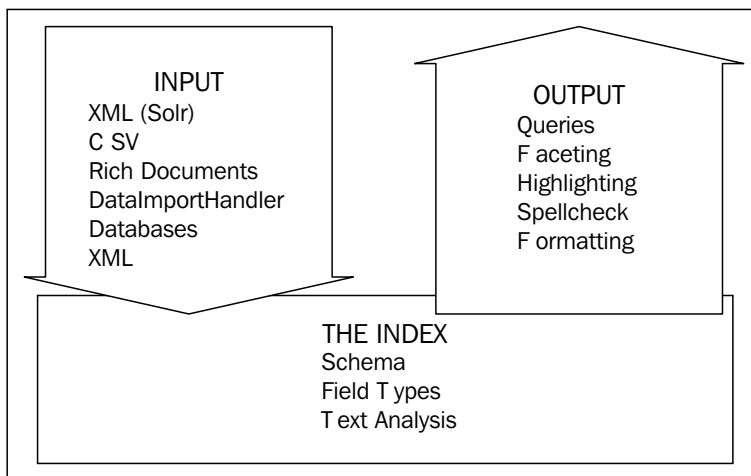 INPUT
XML (Solr)
C SV
Rich Documents
DataImportHandler
Databases
XML
OUTPUT
Queries
F aceting
Highlighting
Spellcheck
F ormatting
THE INDEX
Schema
Field T ypes
T ext Analysis